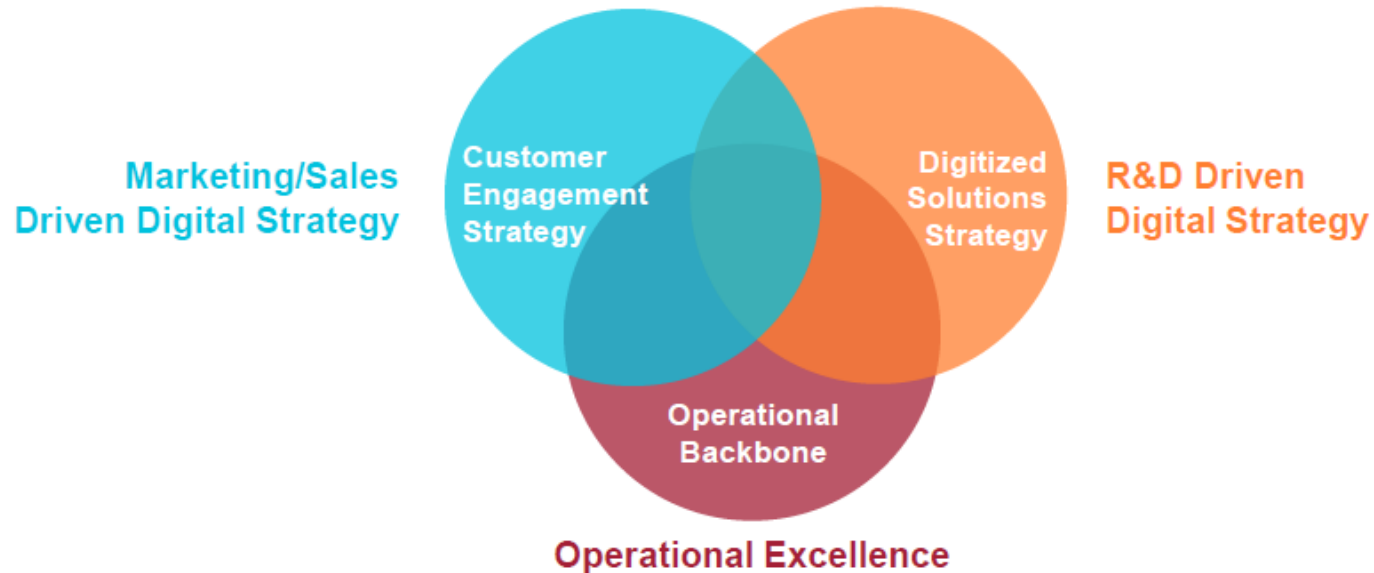 Marketing/Sales
Driven Digital Strategy
Customer
Engagement
Strategy
Digitized
Solutions
Strategy
R&D Driven
Digital Strategy
Operational
Backbone
Operational Excellence